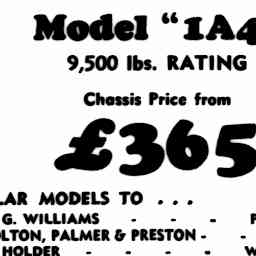 Model “1A4
9,500 lbs. RATING
Chassis Price from
£365
LAR MODELS TO . . .
G. WILLIAMS - - - F
OLTON, PALMER & PRESTON - -
HOLDER - - - W